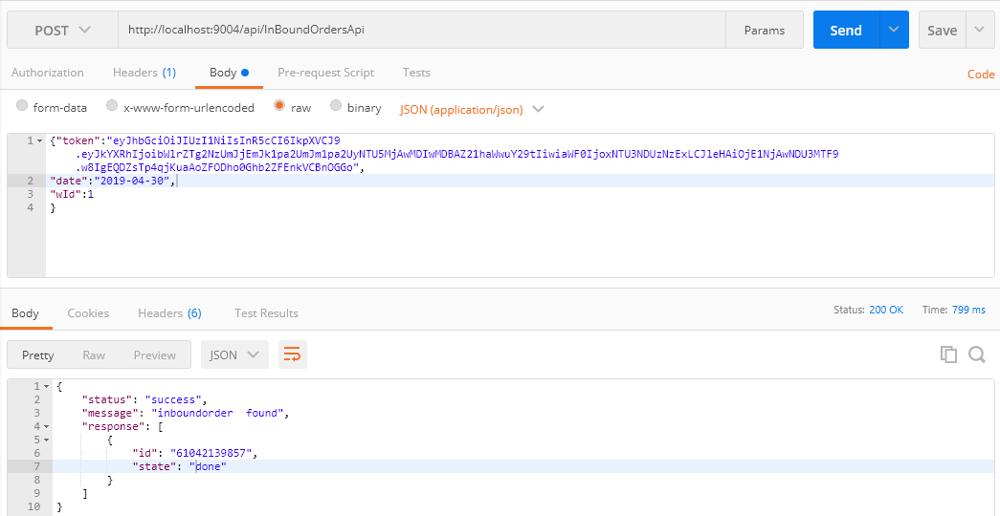 POST http://localhost:9004/api/InBoundOrdersApi Params Send Save
Authorization Headers (1) Body Pre-request Script Tests Code
form-data x-www-form-urlencoded raw binary JSON (application/json)
1 {"token":"eyJhbGciOiJIUzI1NiIsInR5cCI6IkpXVCJ9
.eyJkYXRhIjoibWlrZTg2NzUmJjEmJk1pa2UmJm1pa2UyNTU5MjAwMDIwMDBAZ21haWwuY29tIiwiaWF0IjoxNTU3NDUzNzExLCJleHAiOjE1NjAwNDU3MTF9
.w8IgEQDZsTp4qjKuaAoZFODho0Ghb2ZFEnkVCBnOGGo",
2 "date":"2019-04-30",
3 "wId":1
4 }
Body Cookies Headers (6) Test Results Status: 200 OK Time: 799 ms
Pretty Raw Preview JSON
1 {
2 "status": "success",
3 "message": "inboundorder  found",
4 "response": [
5 {
6 "id": "61042139857",
7 "state": "done"
8 }
9 ]
10 }